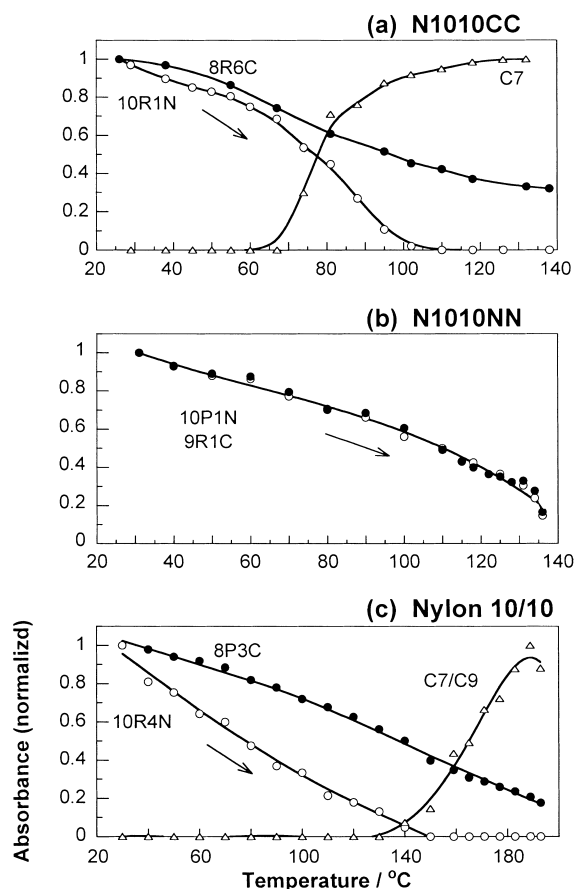 (a) N1010CC
1
0.8
0.6
0.4
0.2
0
8R6C
10R1N
C7
20 40 60 80 100 120 140
(b) N1010NN
1
0.8
0.6
0.4
0.2
0
10P1N
9R1C
20 40 60 80 100 120 140
(c) Nylon 10/10
1
0.8
0.6
0.4
0.2
0
8P3C
10R4N
C7/C9
20 60 100 140 180
Absorbance (normalizd)
Temperature / °C